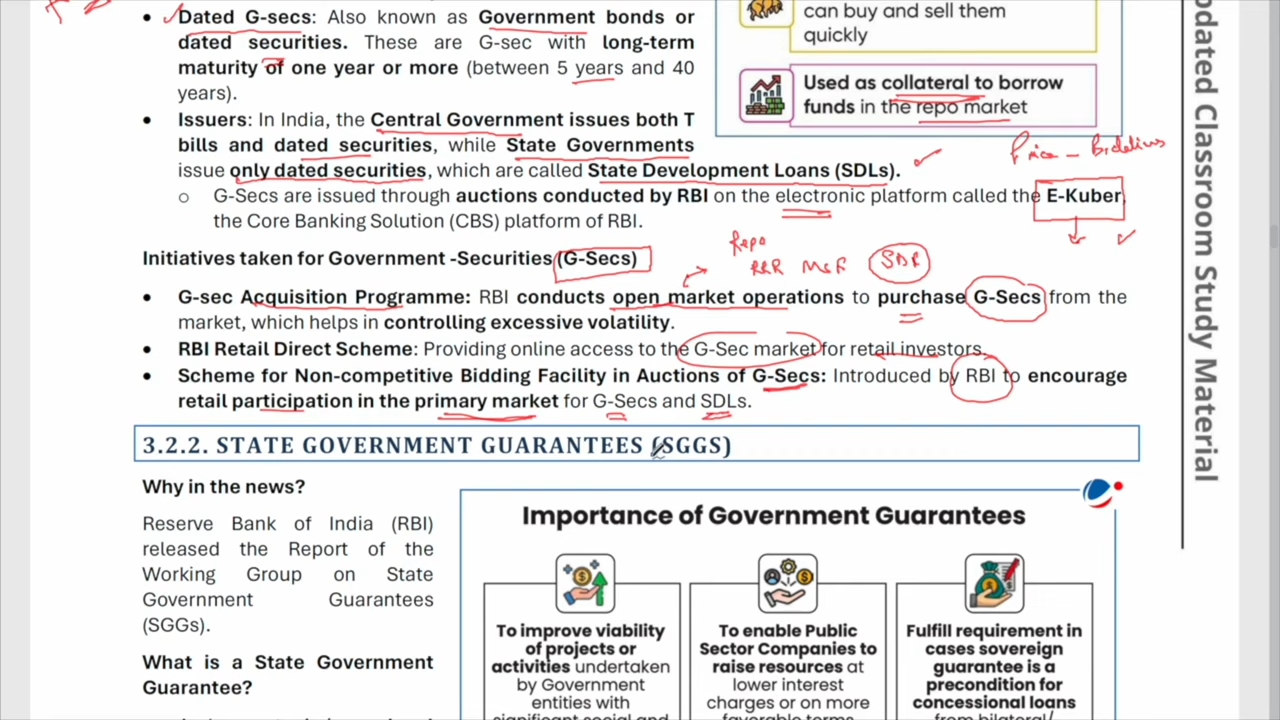 • Dated G-secs: Also known as Government bonds or
dated securities. These are G-sec with long-term
maturity of one year or more (between 5 years and 40
years).
• Issuers: In India, the Central Government issues both T
bills and dated securities, while State Governments
issue only dated securities, which are called State Development Loans (SDLs).
o G-Secs are issued through auctions conducted by RBI on the electronic platform called the E-Kuber,
the Core Banking Solution (CBS) platform of RBI.
can buy and sell them
quickly
Used as collateral to borrow
funds in the repo market
Price -
Repo
MSF
SDR
Initiatives taken for Government -Securities (G-Secs)
• G-sec Acquisition Programme: RBI conducts open market operations to purchase G-Secs from the
market, which helps in controlling excessive volatility.
• RBI Retail Direct Scheme: Providing online access to the G-Sec market for retail investors.
• Scheme for Non-competitive Bidding Facility in Auctions of G-Secs: Introduced by RBI to encourage
retail participation in the primary market for G-Secs and SDLs.
3.2.2. STATE GOVERNMENT GUARANTEES (SGGS)
Why in the news?
Reserve Bank of India (RBI)
released the Report of the
Working Group on State
Government Guarantees
(SGGs).
What is a State Government
Guarantee?
Importance of Government Guarantees
To improve viability
of projects or
activities undertaken
by Government
entities with
significant social and
To enable Public
Sector Companies to
raise resources at
lower interest
charges or on more
favorable terms
Fulfill requirement in
cases sovereign
guarantee is a
precondition for
concessional loans
from bilateral/
pdated Classroom Study Material